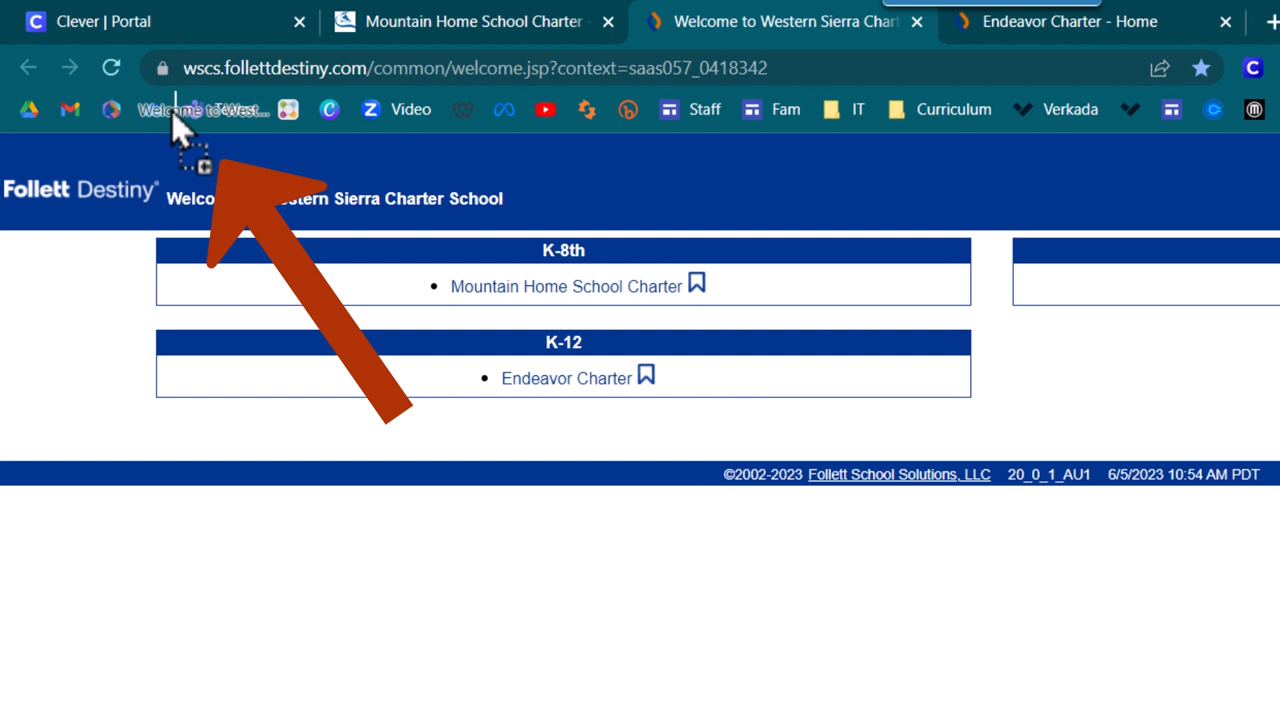 Clever | Portal
Mountain Home School Charter -
Welcome to Western Sierra Chart
Endeavor Charter - Home
wscs.follettdestiny.com/common/welcome.jsp?context=saas057_0418342
Welcome to West...
Video
Staff
Fam
IT
Curriculum
Verkada
Follett Destiny
Western Sierra Charter School
K-8th
Mountain Home School Charter
K-12
Endeavor Charter
©2002-2023 Follett School Solutions, LLC 20_0_1_AU1 6/5/2023 10:54 AM PDT